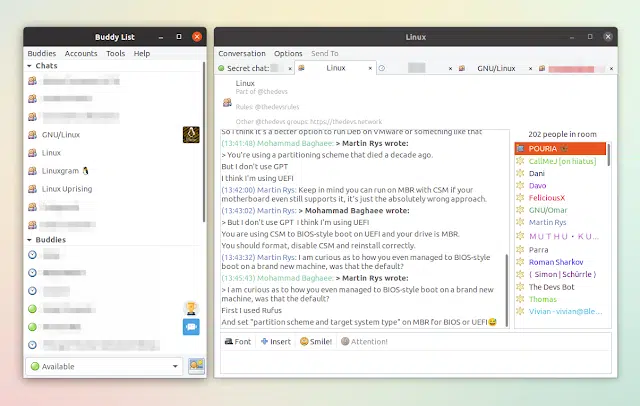 Buddy List
Buddies Accounts Tools Help
Chats
GNU/Linux
Linux
Linuxgram
Linux Uprising
Buddies
Available
Linux
Conversation Options Send To
Secret chat:
Linux
GNU/Linux
Linux
Part of @thedevs
Rules @thedevsrules
Other @thedevs groups https://thedevs.network
So I think it's a better option to run Deb on VMware or something like that
(13:41:48) Mohammad Baghaee: > Martin Rys wrote:
> You're using a partitioning scheme that died a decade ago.
But I don't use GPT
I think I'm using UEFI
(13:42:00) Martin Rys: Keep in mind you can run on MBR with CSM if your
motherboard even still supports it, it's just the absolutely wrong approach.
(13:43:02) Martin Rys: > Mohammad Baghaee wrote:
> But I don't use GPT I think I'm using UEFI
You are using CSM to BIOS-style boot on UEFI and your drive is MBR.
You should format, disable CSM and reinstall correctly.
(13:43:32) Martin Rys: I am curious as to how you even managed to BIOS-style
boot on a brand new machine, was that the default?
(13:45:43) Mohammad Baghaee: > Martin Rys wrote:
> I am curious as to how you even managed to BIOS-style boot on a brand new
machine, was that the default?
First I used Rufus
And set "partition scheme and target system type" on MBR for BIOS or UEFI😅
202 people in room
POURIA
CallMeJ [on hiatus]
Dani
Davo
FeliciousX
GNU/Omar
Martin Rys
M U T H U • K U...
Parra
Roman Sharkov
( Simon | Schürrle )
The Devs Bot
Thomas
Vivian - vivian@Ble...
Font Insert Smile! Attention!